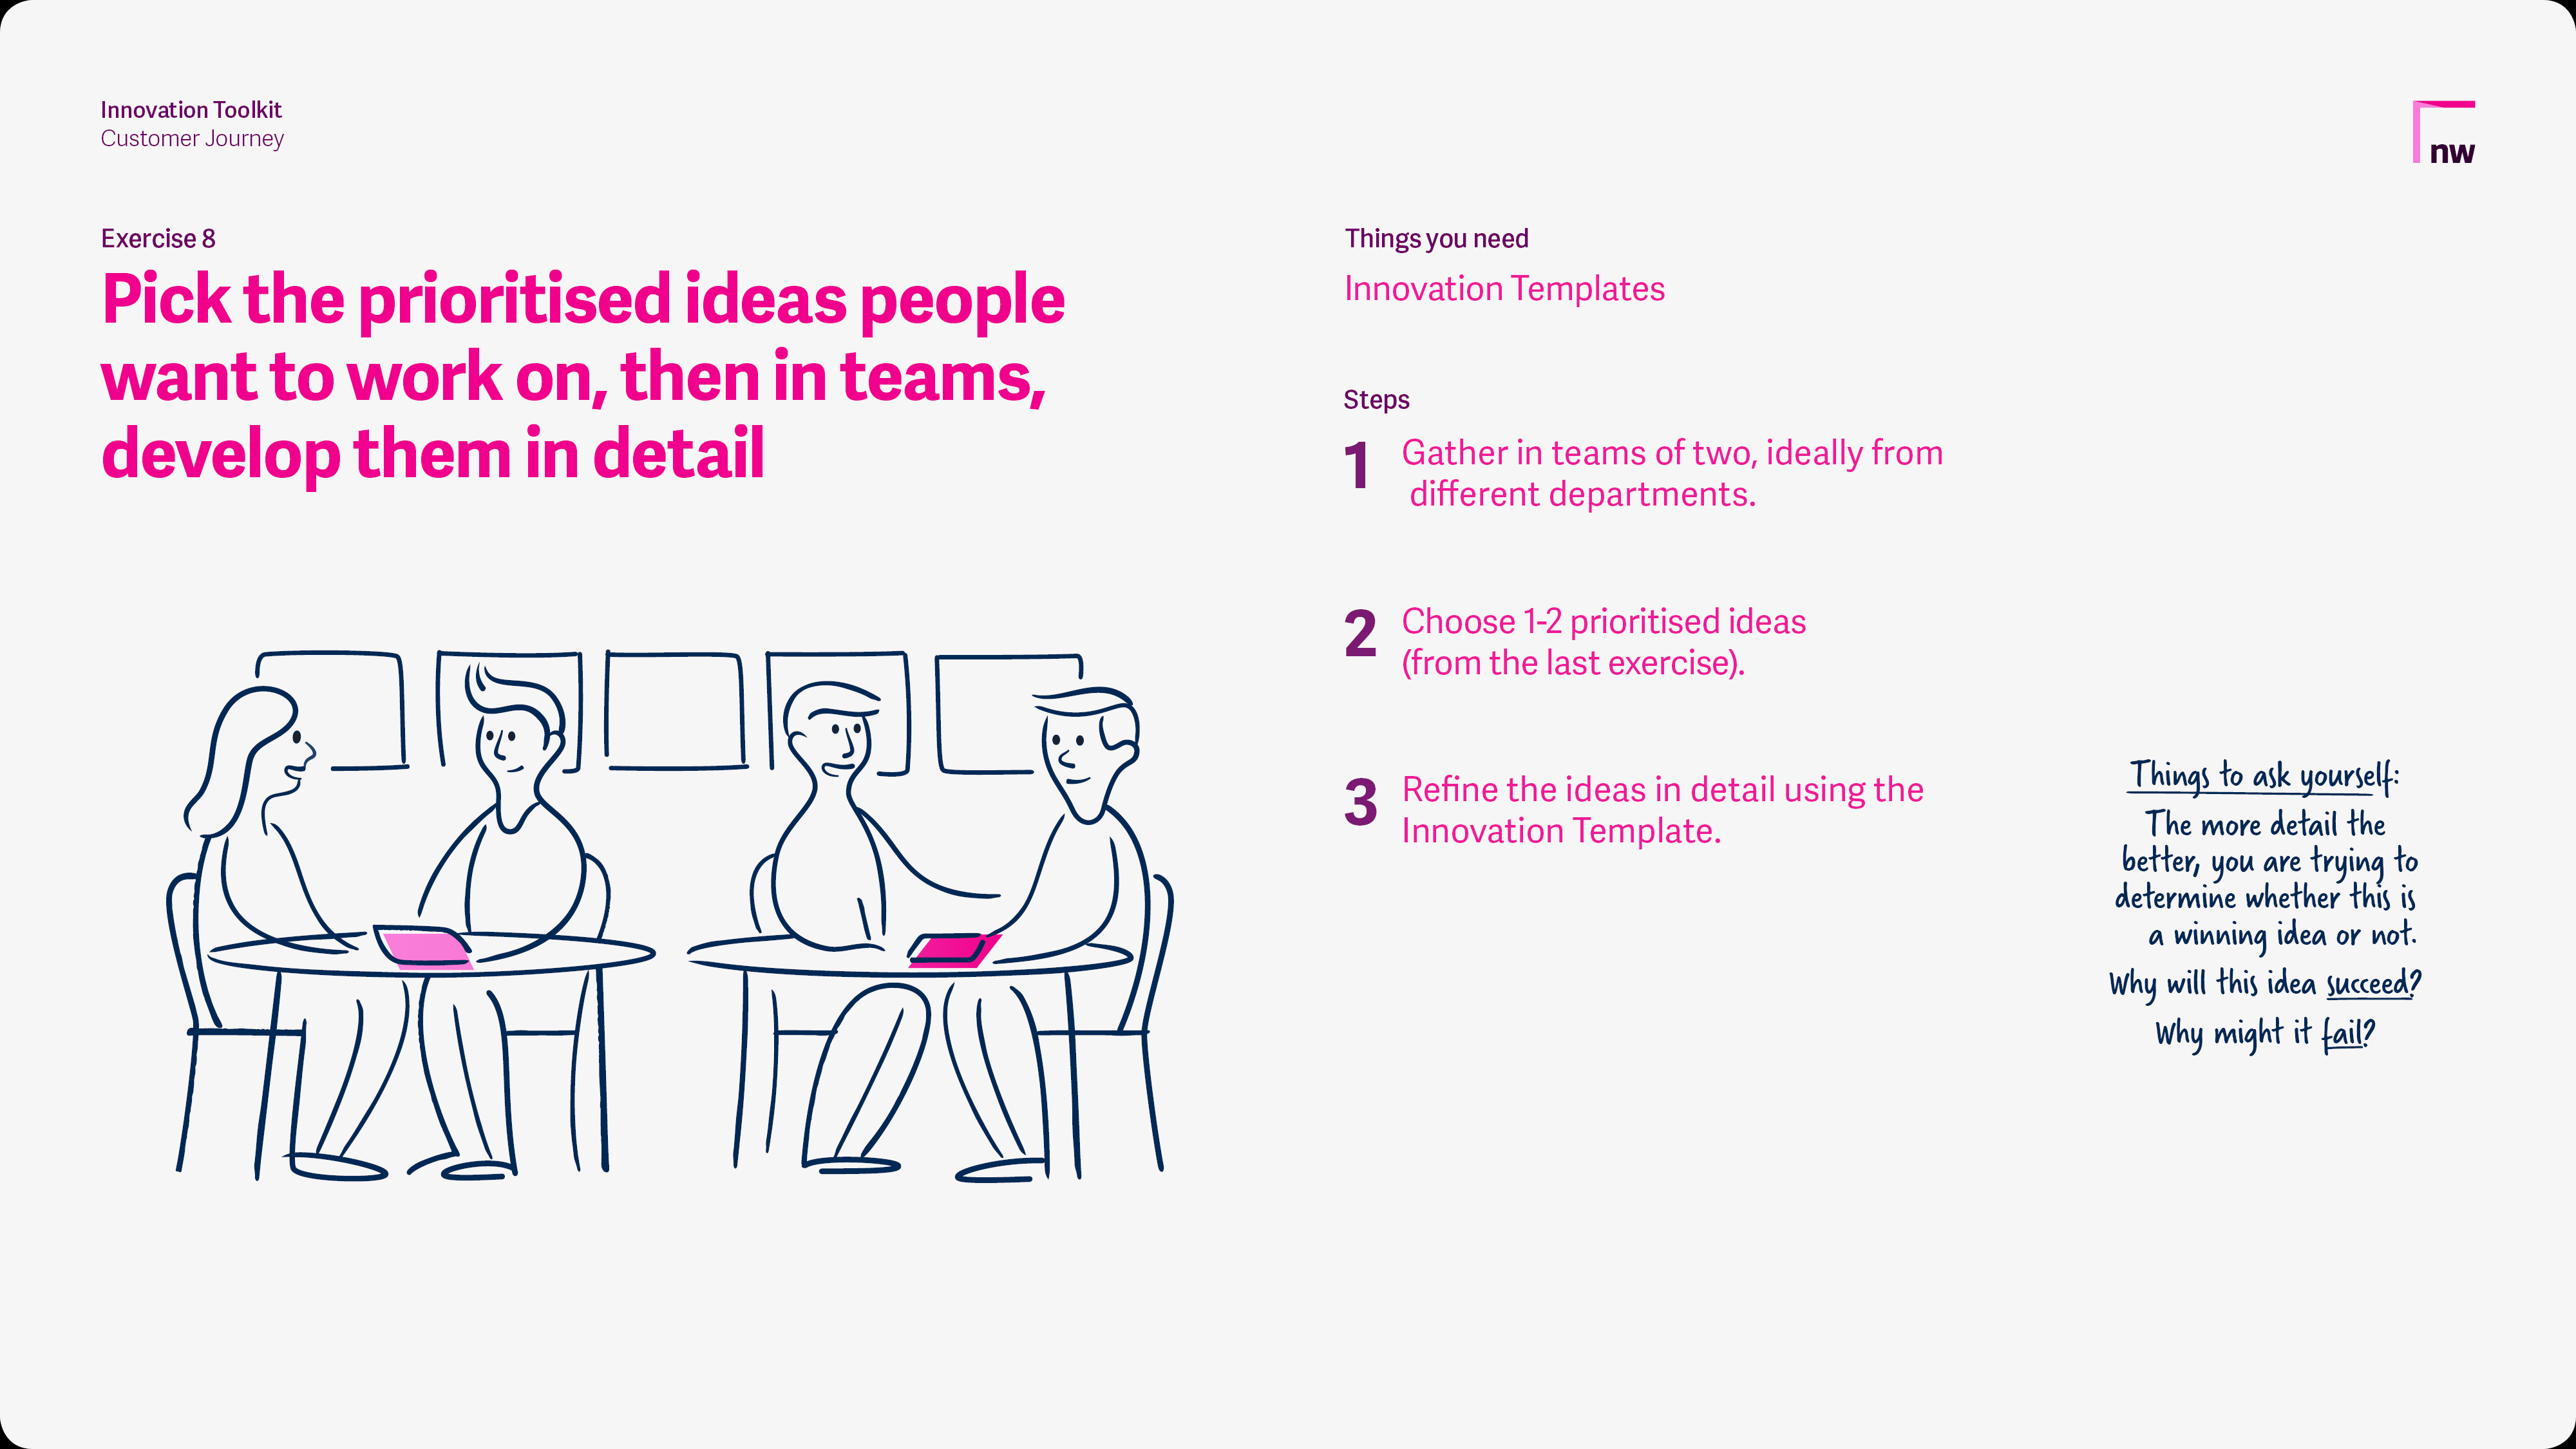 Innovation Toolkit
Customer Journey
nw
Exercise 8
Pick the prioritised ideas people
want to work on, then in teams,
develop them in detail
Things you need
Innovation Templates
Steps
1 Gather in teams of two, ideally from
different departments.
2 Choose 1-2 prioritised ideas
(from the last exercise).
3 Refine the ideas in detail using the
Innovation Template.
Things to ask yourself:
The more detail the
better, you are trying to
determine whether this is
a winning idea or not.
Why will this idea succeed?
Why might it fail?